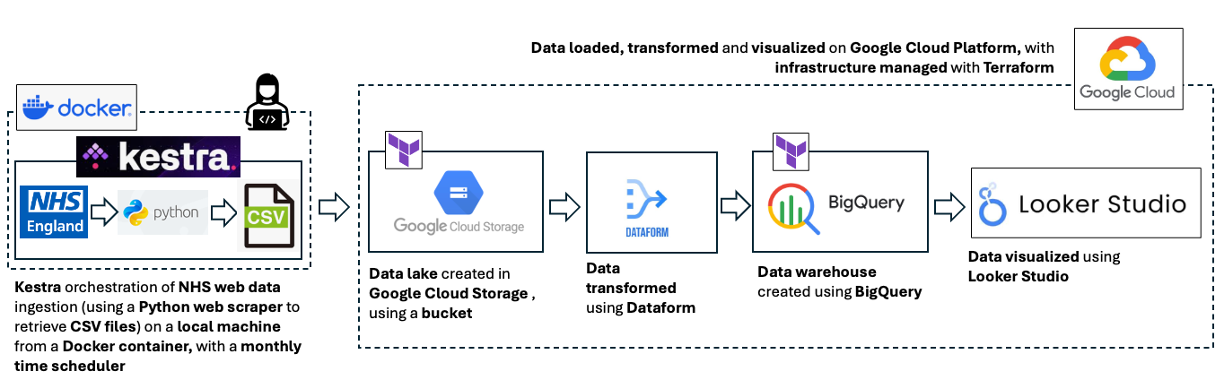 Data loaded, transformed and visualized on Google Cloud Platform, with
infrastructure managed with Terraform
Google Cloud
docker
</>
kestra.
NHS
England
python
CSV
Google Cloud Storage
DATAFORM
BigQuery
Looker Studio
Kestra orchestration of NHS web data
ingestion (using a Python web scraper to
retrieve CSV files) on a local machine
from a Docker container, with a monthly
time scheduler
Data lake created in
Google Cloud Storage ,
using a bucket
Data
transformed
using Dataform
Data warehouse
created using BigQuery
Data visualized using
Looker Studio